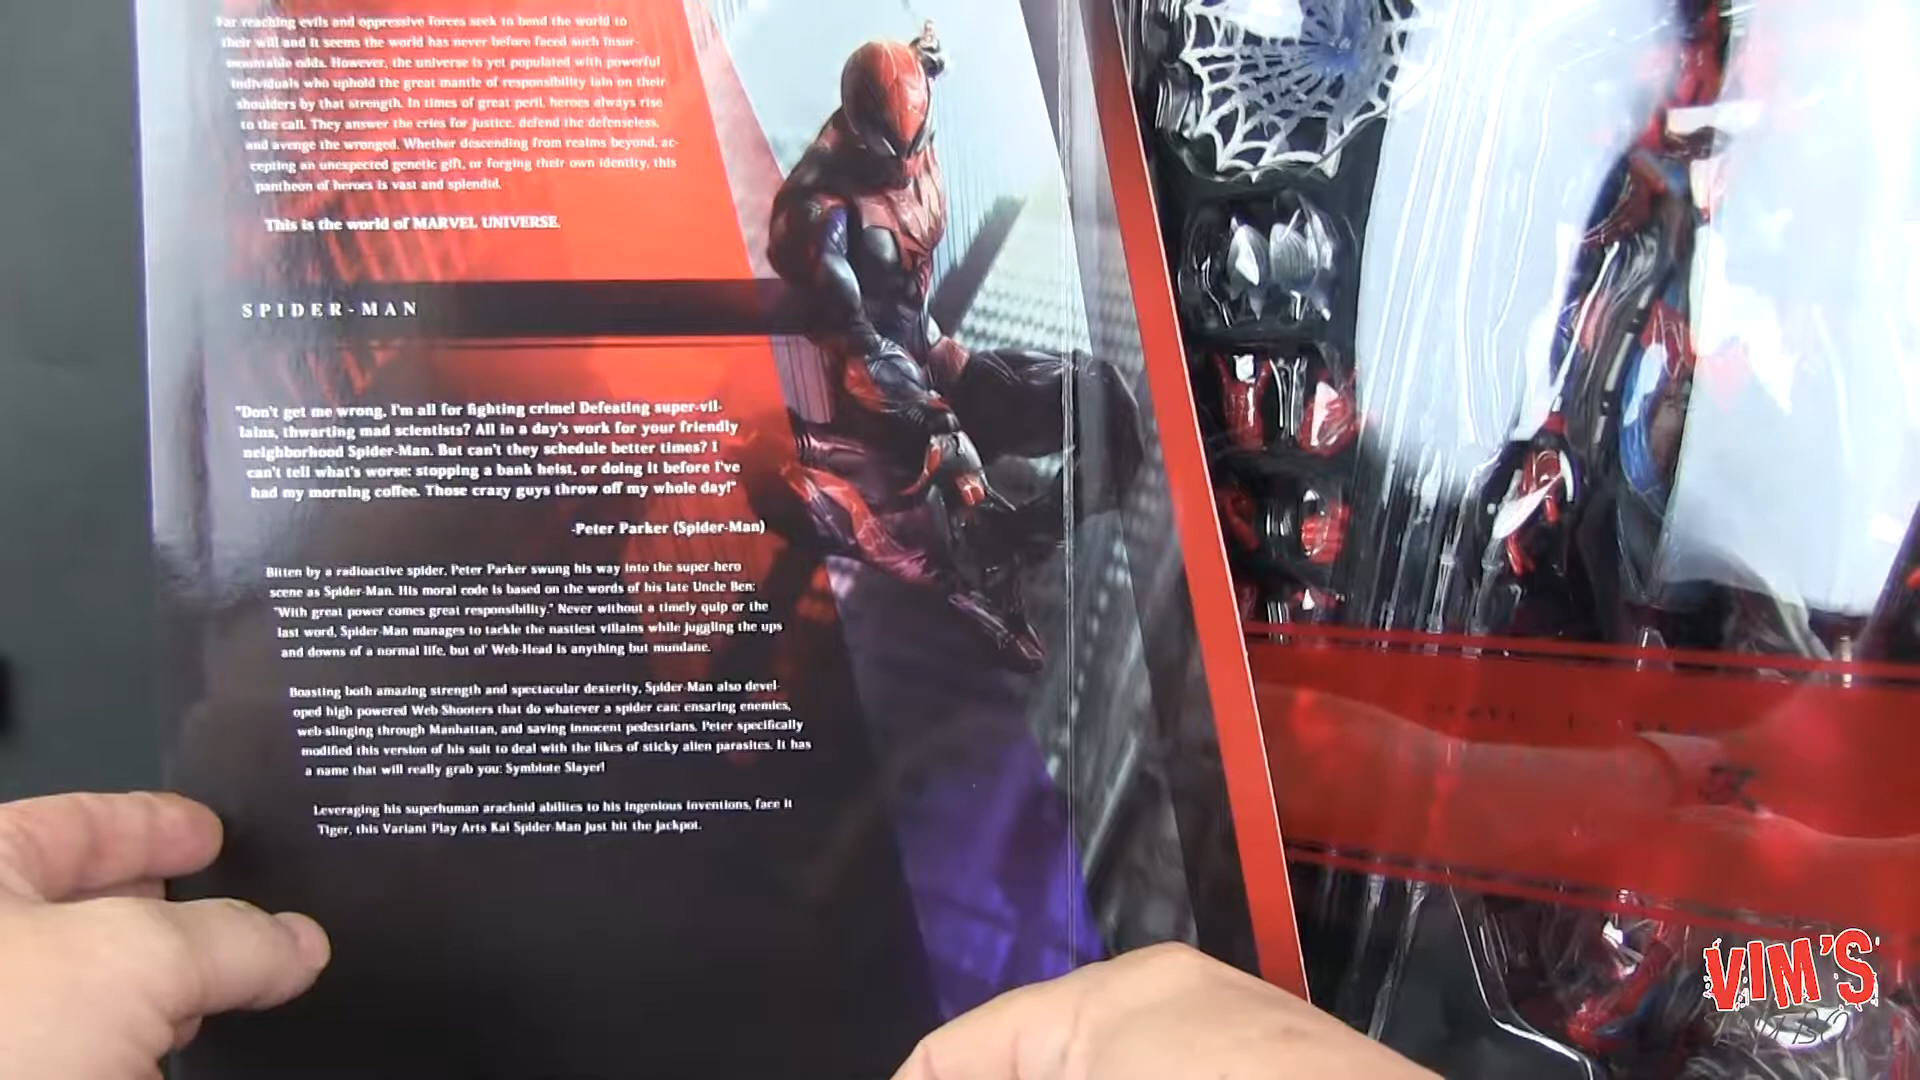 Far reaching evils and oppressive forces seek to bend the world to
their will and it seems the world has never before faced such insur-
mountable odds. However, the universe is yet populated with powerful
individuals who uphold the great mantle of responsibility lain on their
shoulders by that strength. In times of great peril, heroes always rise
to the call. They answer the cries for justice, defend the defenseless,
and avenge the wronged. Whether descending from realms beyond, ac-
cepting an unexpected genetic gift, or forging their own identity, this
pantheon of heroes is vast and splendid.
This is the world of MARVEL UNIVERSE.
SPIDER-MAN
"Don't get me wrong, I'm all for fighting crime! Defeating super-vil-
lains, thwarting mad scientists? All in a day's work for your friendly
neighborhood Spider-Man. But can't they schedule better times? I
can't tell what's worse: stopping a bank heist, or doing it before I've
had my morning coffee. Those crazy guys throw off my whole day!"
-Peter Parker (Spider-Man)
Bitten by a radioactive spider, Peter Parker swung his way into the super-hero
scene as Spider-Man. His moral code is based on the words of his late Uncle Ben:
"With great power comes great responsibility." Never without a timely quip or the
last word, Spider-Man manages to tackle the nastiest villains while juggling the ups
and downs of a normal life, but ol' Web-Head is anything but mundane.
Boasting both amazing strength and spectacular dexterity, Spider-Man also devel-
oped high powered Web Shooters that do whatever a spider can: ensaring enemies,
web-slinging through Manhattan, and saving innocent pedestrians. Peter specifically
modified this version of his suit to deal with the likes of sticky alien parasites. It has
a name that will really grab you: Symbiote Slayer!
Leveraging his superhuman arachnid abilites to his ingenious inventions, face it
Tiger, this Variant Play Arts Kai Spider-Man just hit the jackpot.
VIM'S